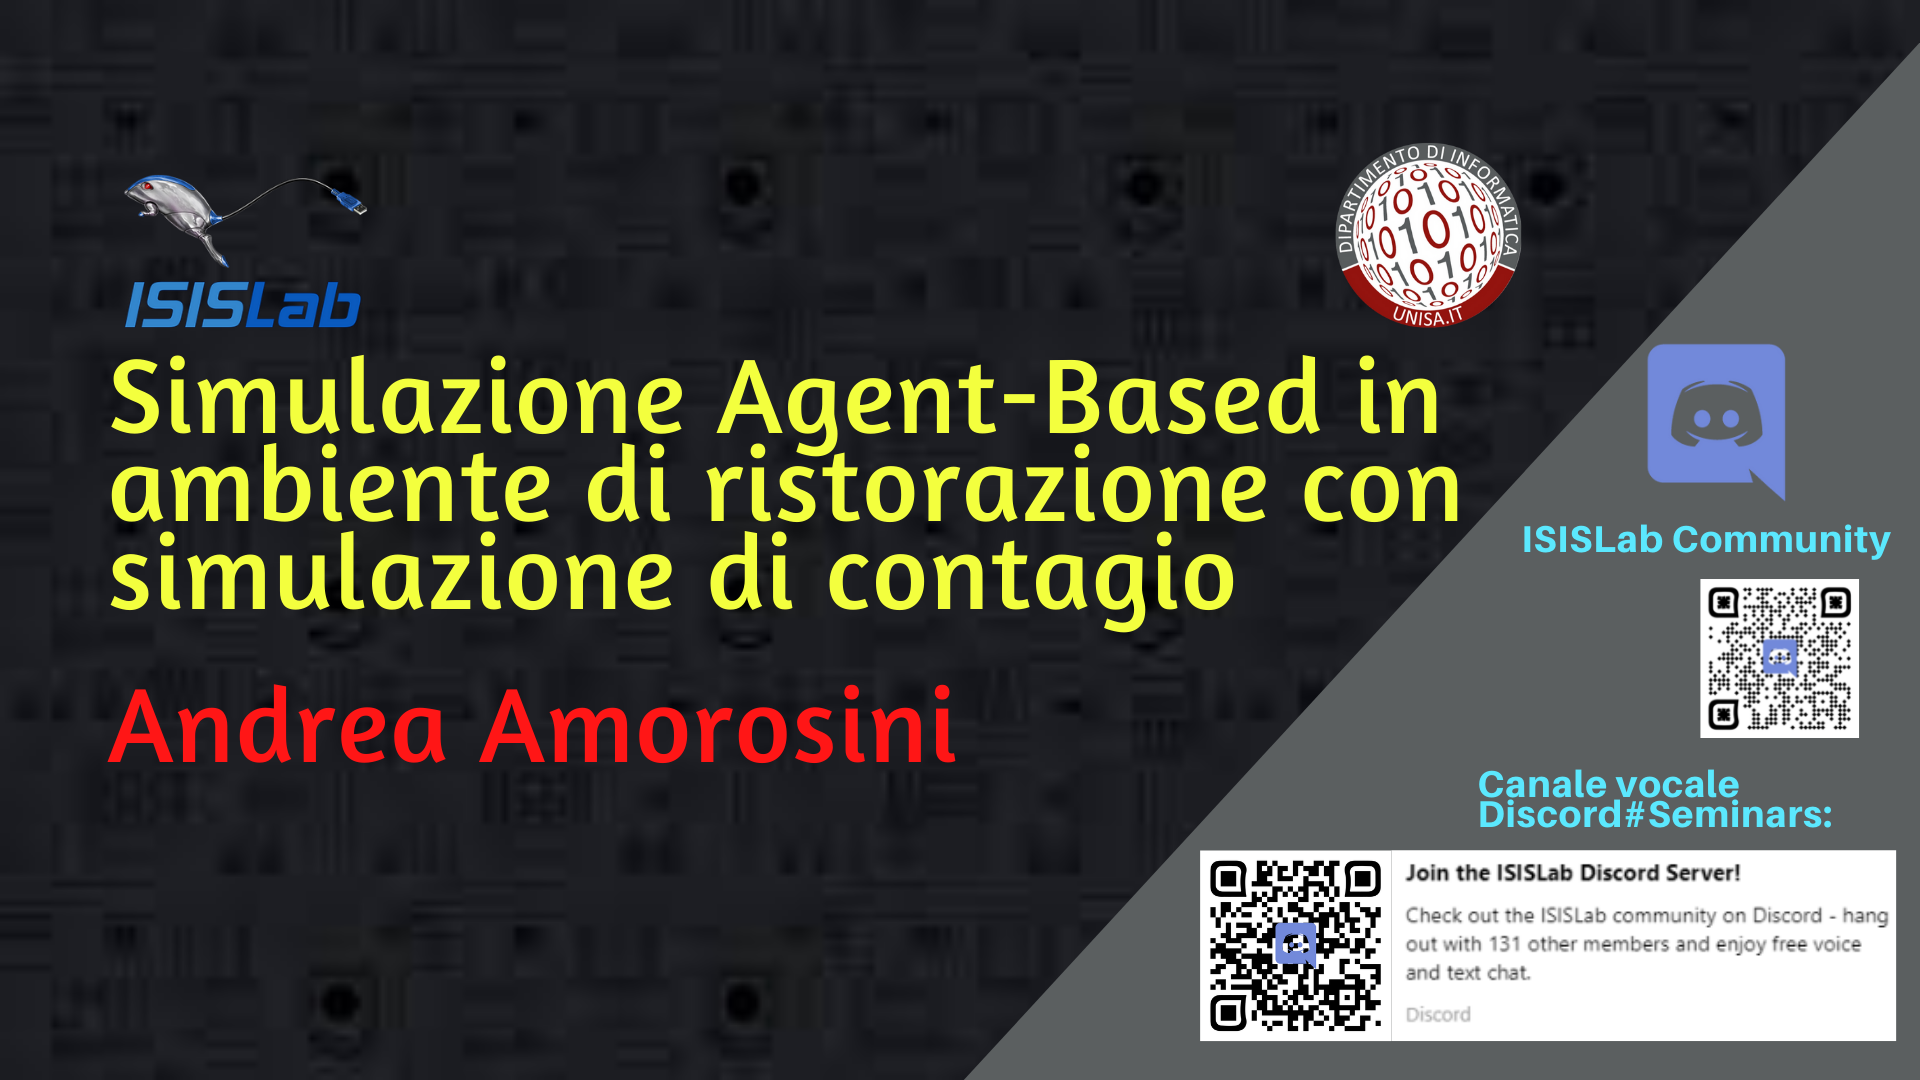 ISISLab
DIPARTIMENTO DI INFORMATICA
UNISA.IT
Simulazione Agent-Based in
ambiente di ristorazione con
simulazione di contagio
Andrea Amorosini
ISISLab Community
Canale vocale
Discord#Seminars:
Join the ISISLab Discord Server!
Check out the ISISLab community on Discord - hang
out with 131 other members and enjoy free voice
and text chat.
Discord